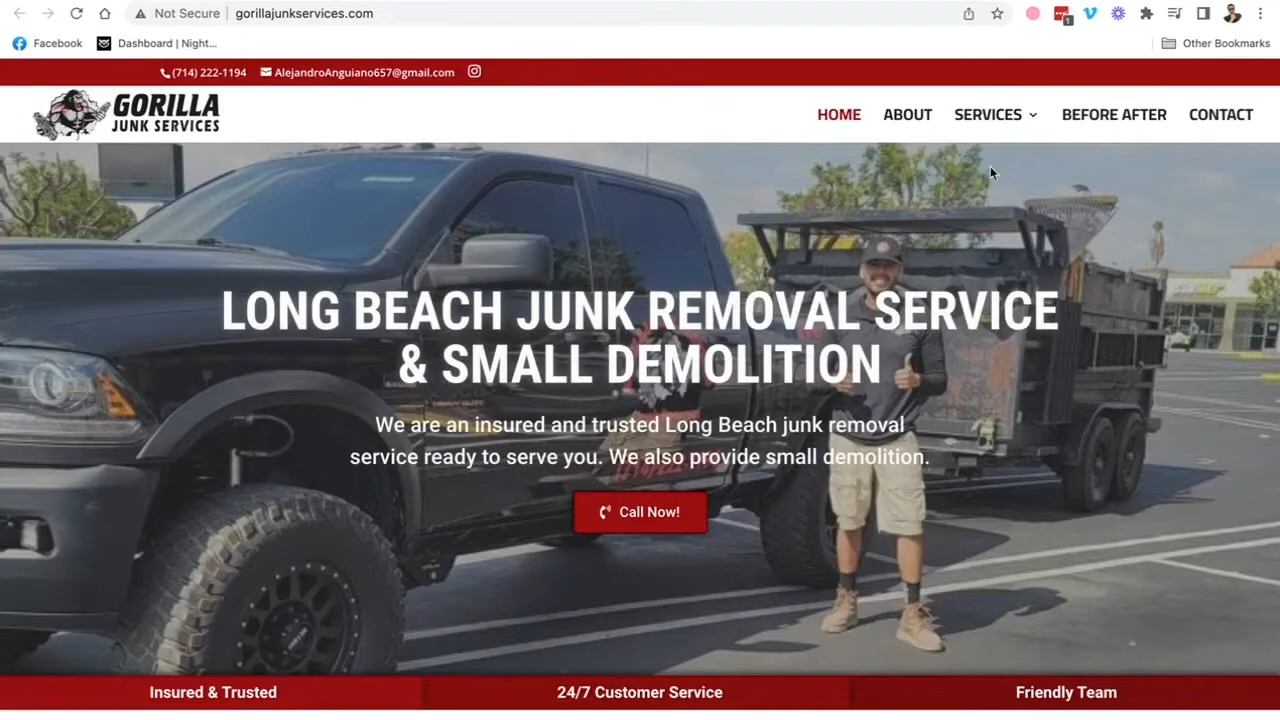 Not Secure
gorillajunkservices.com
1
Facebook
Dashboard | Night...
Other Bookmarks
(714) 222-1194
AlejandroAnguiano657@gmail.com
GORILLA
JUNK SERVICES
HOME
ABOUT
SERVICES
BEFORE AFTER
CONTACT
LONG BEACH JUNK REMOVAL SERVICE
& SMALL DEMOLITION
We are an insured and trusted Long Beach junk removal
service ready to serve you. We also provide small demolition.
Call Now!
Insured & Trusted
24/7 Customer Service
Friendly Team